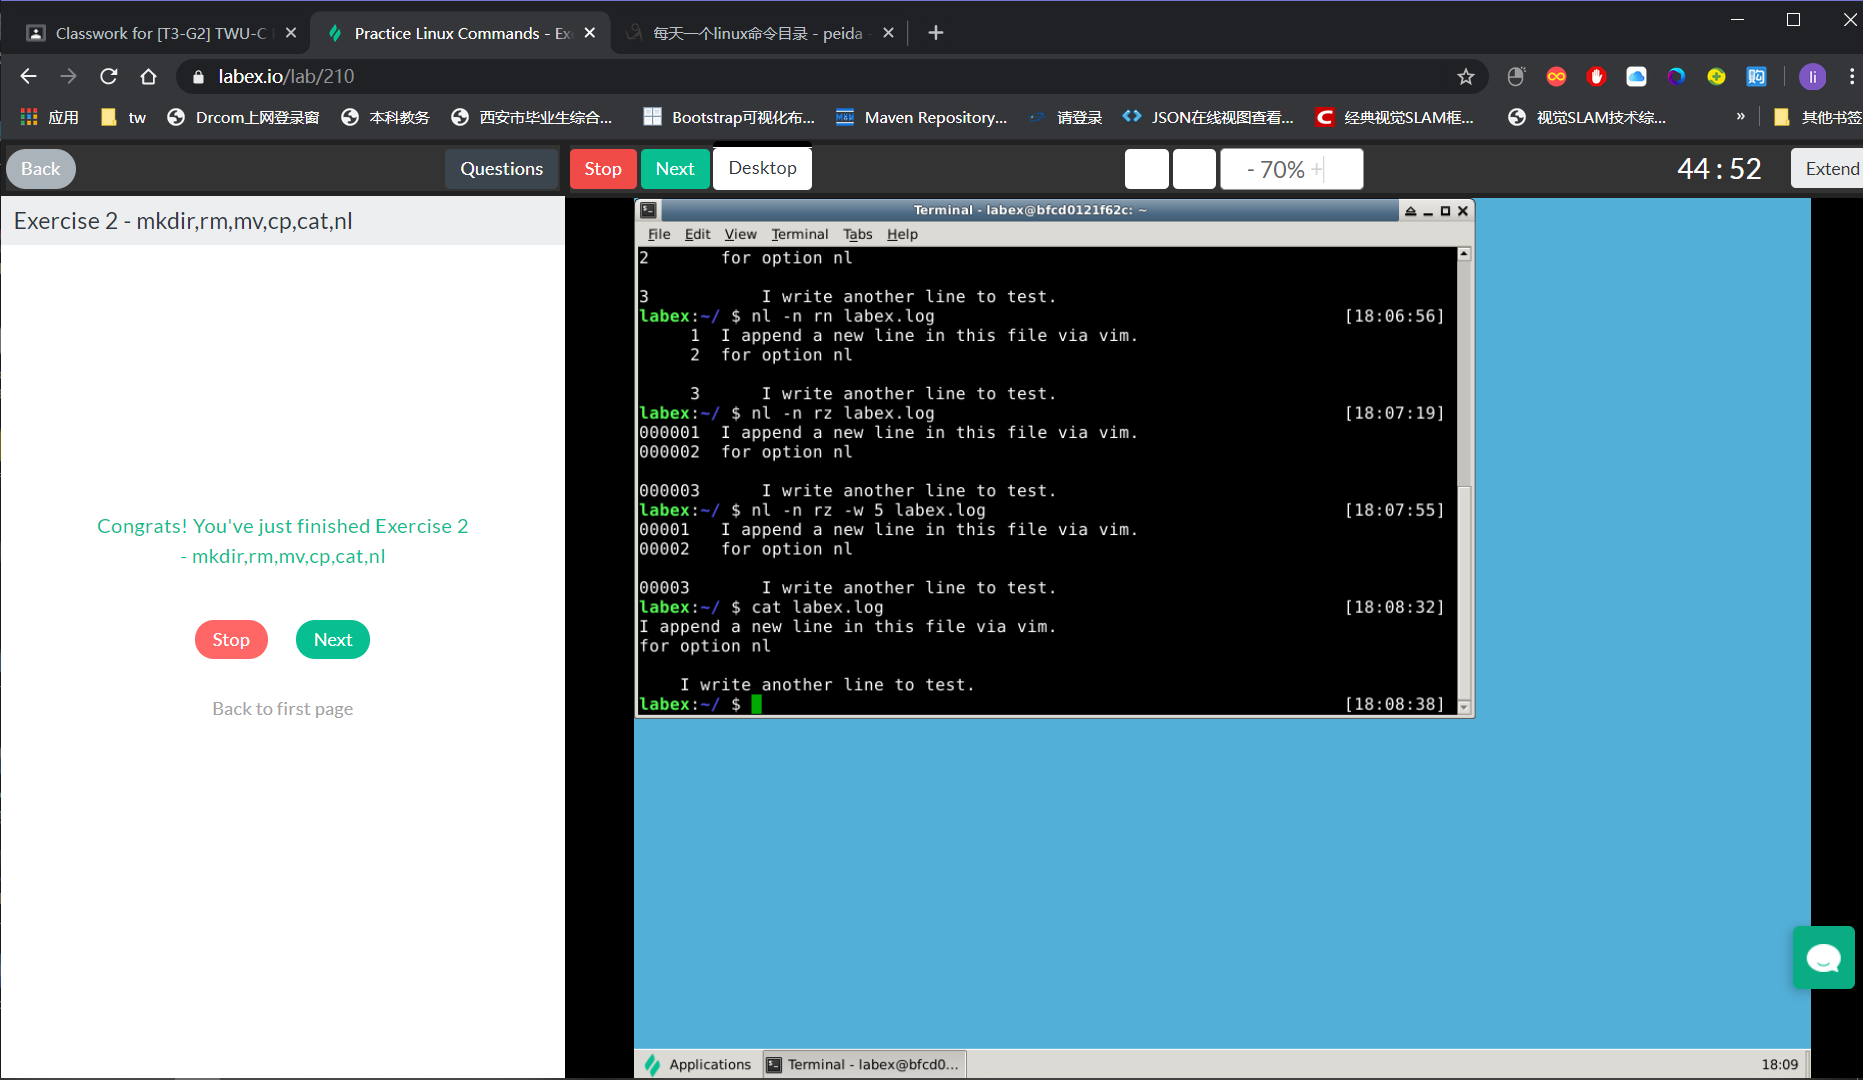 Classwork for [T3-G2] TWU-C
Practice Linux Commands - Ex
每天一个linux命令目录 - peida
labex.io/lab/210
li
应用
tw
Drcom上网登录窗
本科教务
西安市毕业生综合...
Bootstrap可视化布...
Maven Repository...
请登录
JSON在线视图查看...
经典视觉SLAM框...
视觉SLAM技术综...
»
其他书签
Back
Questions
Stop
Next
Desktop
- 70% +
44 : 52
Extend
Exercise 2 - mkdir,rm,mv,cp,cat,nl
Congrats! You've just finished Exercise 2
- mkdir,rm,mv,cp,cat,nl
Stop
Next
Back to first page
Terminal - labex@bfcd0121f62c: ~
File Edit View Terminal Tabs Help
2       for option nl
3           I write another line to test.
labex:~/ $ nl -n rn labex.log [18:06:56]
     1  I append a new line in this file via vim.
     2  for option nl
     3      I write another line to test.
labex:~/ $ nl -n rz labex.log [18:07:19]
000001  I append a new line in this file via vim.
000002  for option nl
000003      I write another line to test.
labex:~/ $ nl -n rz -w 5 labex.log [18:07:55]
00001   I append a new line in this file via vim.
00002   for option nl
00003       I write another line to test.
labex:~/ $ cat labex.log [18:08:32]
I append a new line in this file via vim.
for option nl
    I write another line to test.
labex:~/ $ [18:08:38]
Applications
Terminal - labex@bfcd0...
18:09